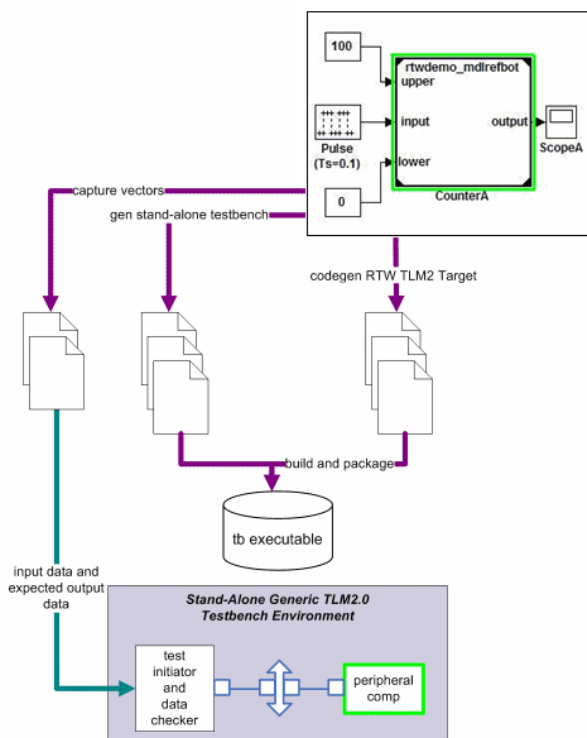 100
rtwdemo_mdlrefbot
upper
input
output
lower
Pulse
(Ts=0.1)
ScopeA
0
CounterA
capture vectors
gen stand-alone testbench
codegen RTW TLM2 Target
build and package
tb executable
input data and
expected output
data
Stand-Alone Generic TLM2.0
Testbench Environment
test
initiator
and
data
checker
peripheral
comp